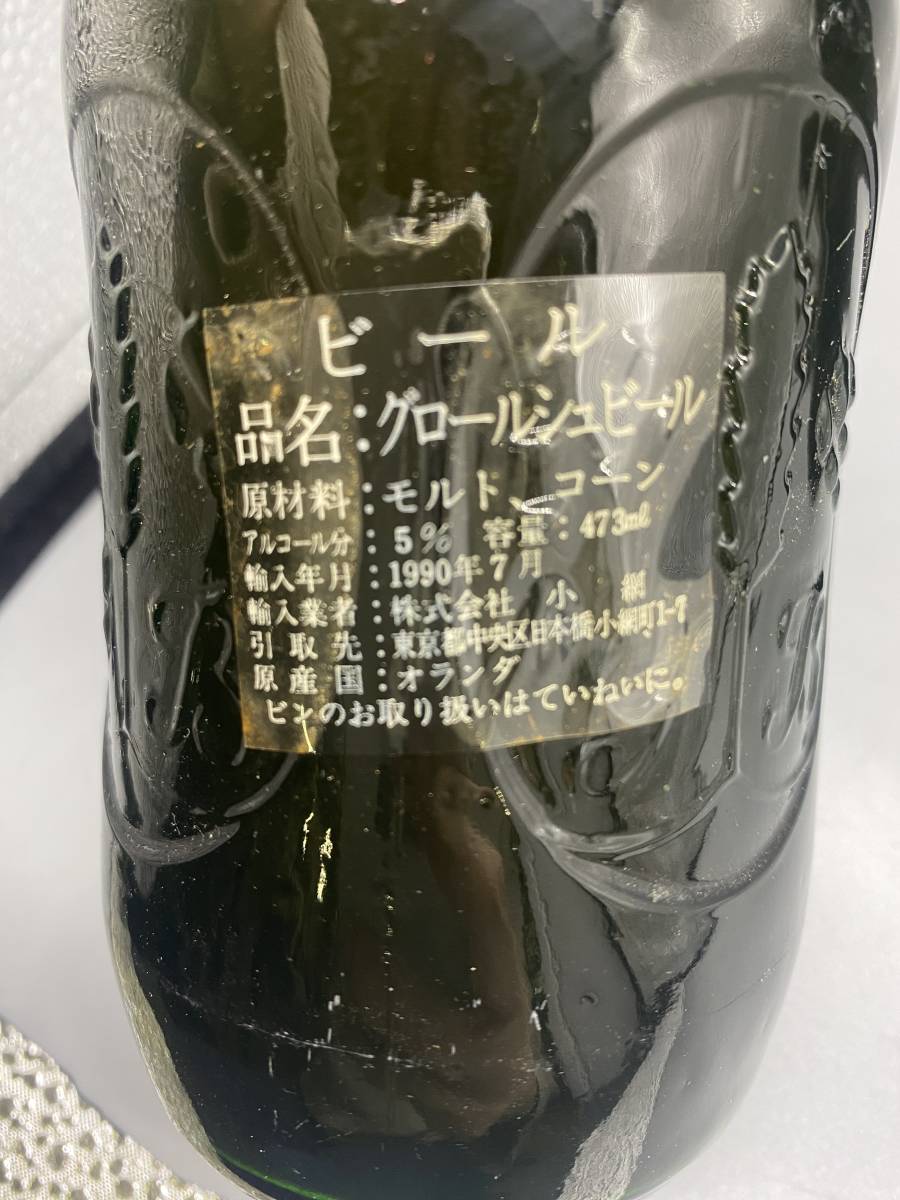 ビール
品名：グロールシュビール
原材料：モルト、コーン
アルコール分：5％ 容量：473ml
輸入年月：1990年7月
輸入業者：株式会社 小網
引取先：東京都中央区日本橋小網町1-7
原産国：オランダ
ビンのお取り扱いはていねいに。